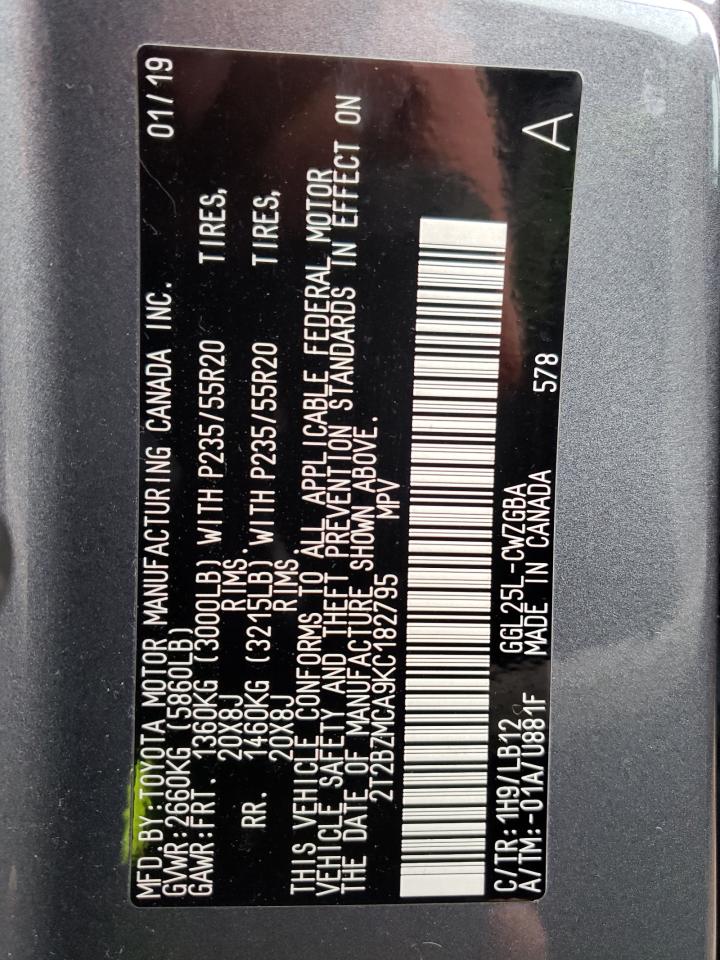 MFD.BY:TOYOTA MOTOR MANUFACTURING CANADA INC. 01/19
GVWR:2660KG (5860LB)
GAWR:FRT. 1360KG (3000LB) WITH P235/55R20 TIRES,
20X8J RIMS.
RR. 1460KG (3215LB) WITH P235/55R20 TIRES,
20X8J RIMS
THIS VEHICLE CONFORMS TO ALL APPLICABLE FEDERAL MOTOR
VEHICLE SAFETY AND THEFT PREVENTION STANDARDS IN EFFECT ON
THE DATE OF MANUFACTURE SHOWN ABOVE.
2T2BZMCA9KC182795 MPV
C/TR:1H9/LB12 GGL25L-CWZGBA
A/TM:-01A/U881F MADE IN CANADA 578 A